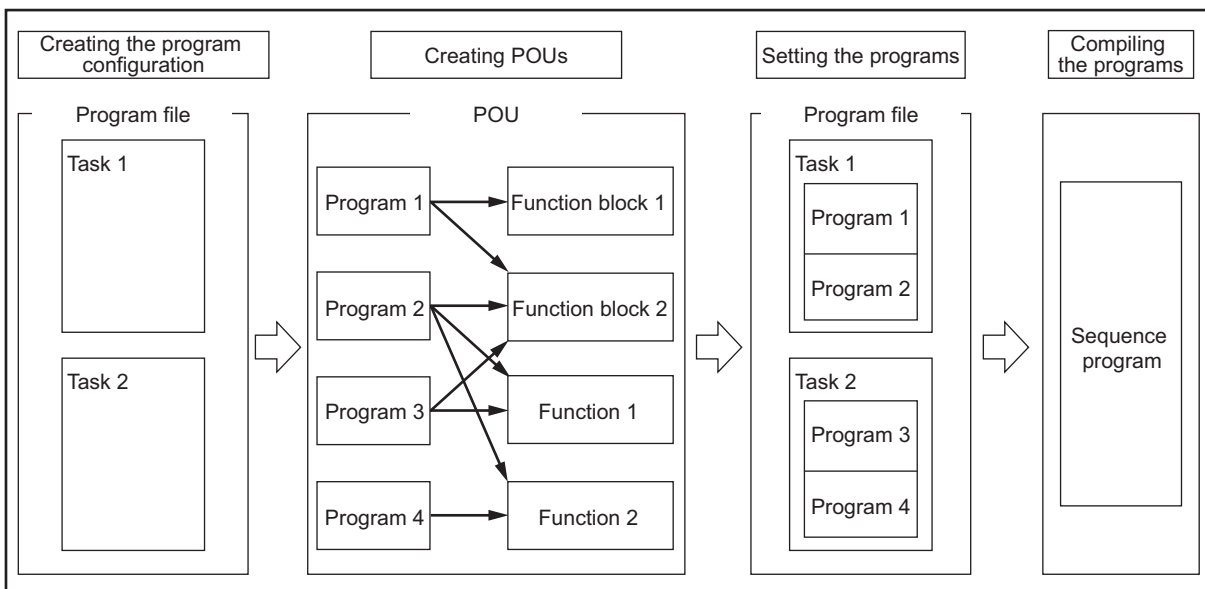 Creating the program
configuration
Creating POUs
Setting the programs
Compiling
the programs
Program file
Task 1
Task 2
POU
Program 1
Function block 1
Program 2
Function block 2
Program 3
Function 1
Program 4
Function 2
Program file
Task 1
Program 1
Program 2
Task 2
Program 3
Program 4
Sequence
program